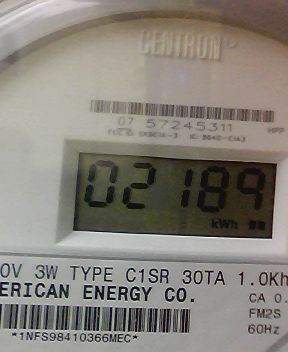 CENTRON
07 57245311
HPP
02189
kWh
0V 3W TYPE C1SR 30TA 1.0Kh
ERICAN ENERGY CO.
CA 0.
FM2S
60Hz
*1NFS98410366MEC*